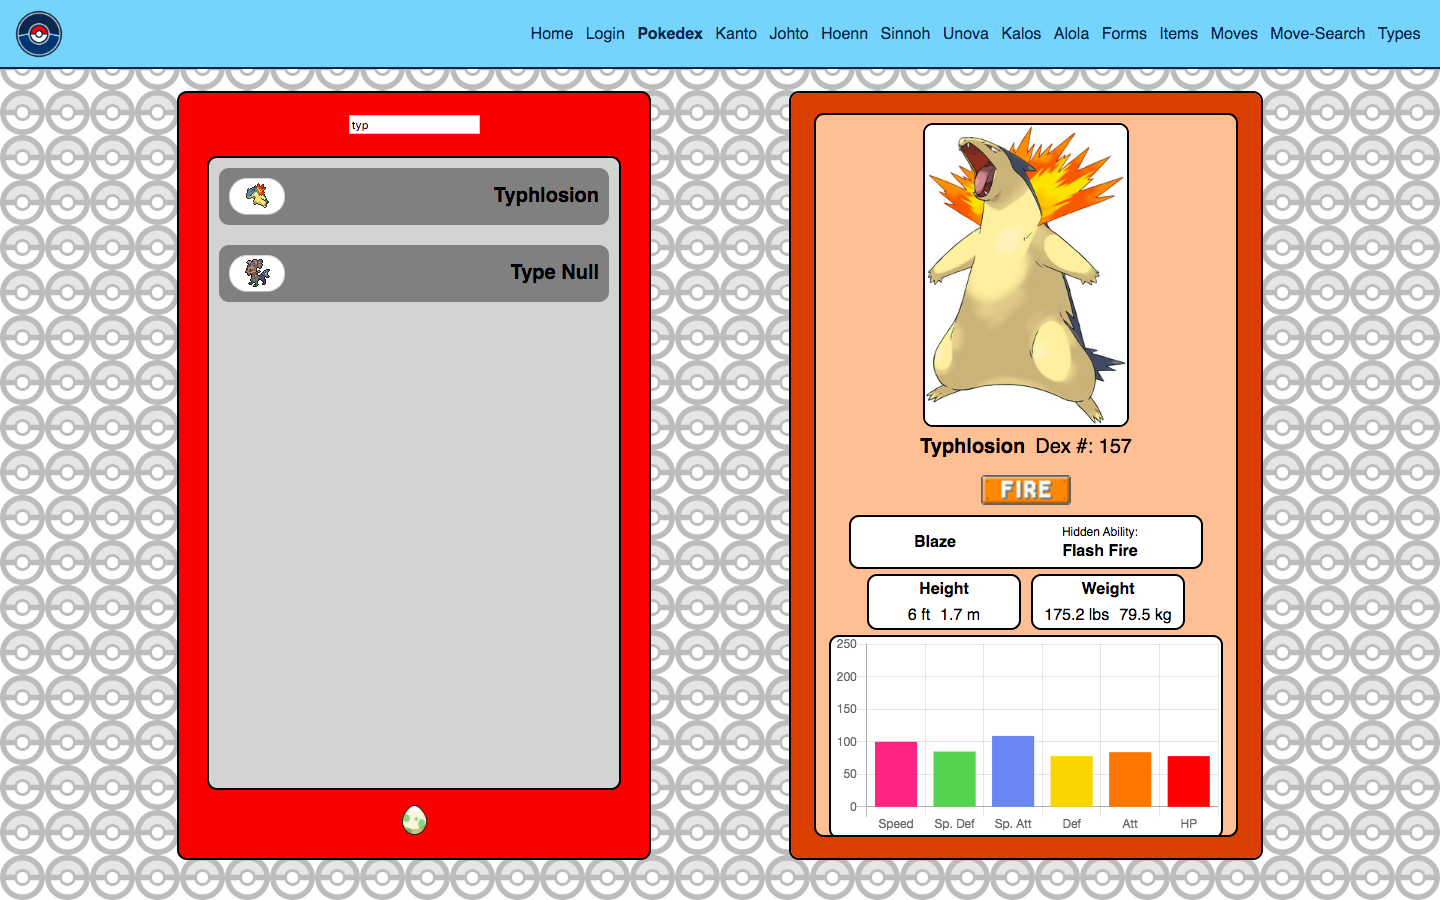 Home Login Pokedex Kanto Johto Hoenn Sinnoh Unova Kalos Alola Forms Items Moves Move-Search Types
typ
Typhlosion
Type Null
Typhlosion Dex #: 157
FIRE
Blaze
Hidden Ability:
Flash Fire
Height
6 ft 1.7 m
Weight
175.2 lbs 79.5 kg
250
200
150
100
50
0
Speed Sp. Def Sp. Att Def Att HP